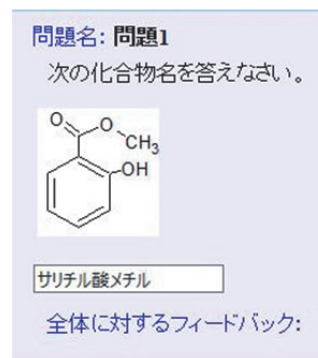 問題名: 問題1
次の化合物名を答えなさい。
O
O
CH3
OH
サリチル酸メチル
全体に対するフィードバック: